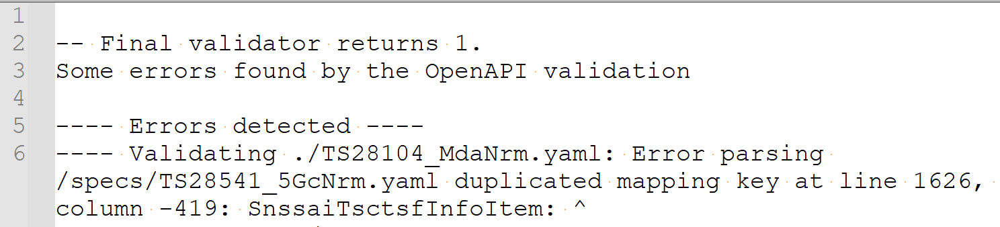 1
2 -- Final validator returns 1.
3 Some errors found by the OpenAPI validation
4
5 ---- Errors detected ----
6 ---- Validating ./TS28104_MdaNrm.yaml: Error parsing
/specs/TS28541_5GcNrm.yaml duplicated mapping key at line 1626,
column -419: SnssaiTsctsfInfoItem: ^